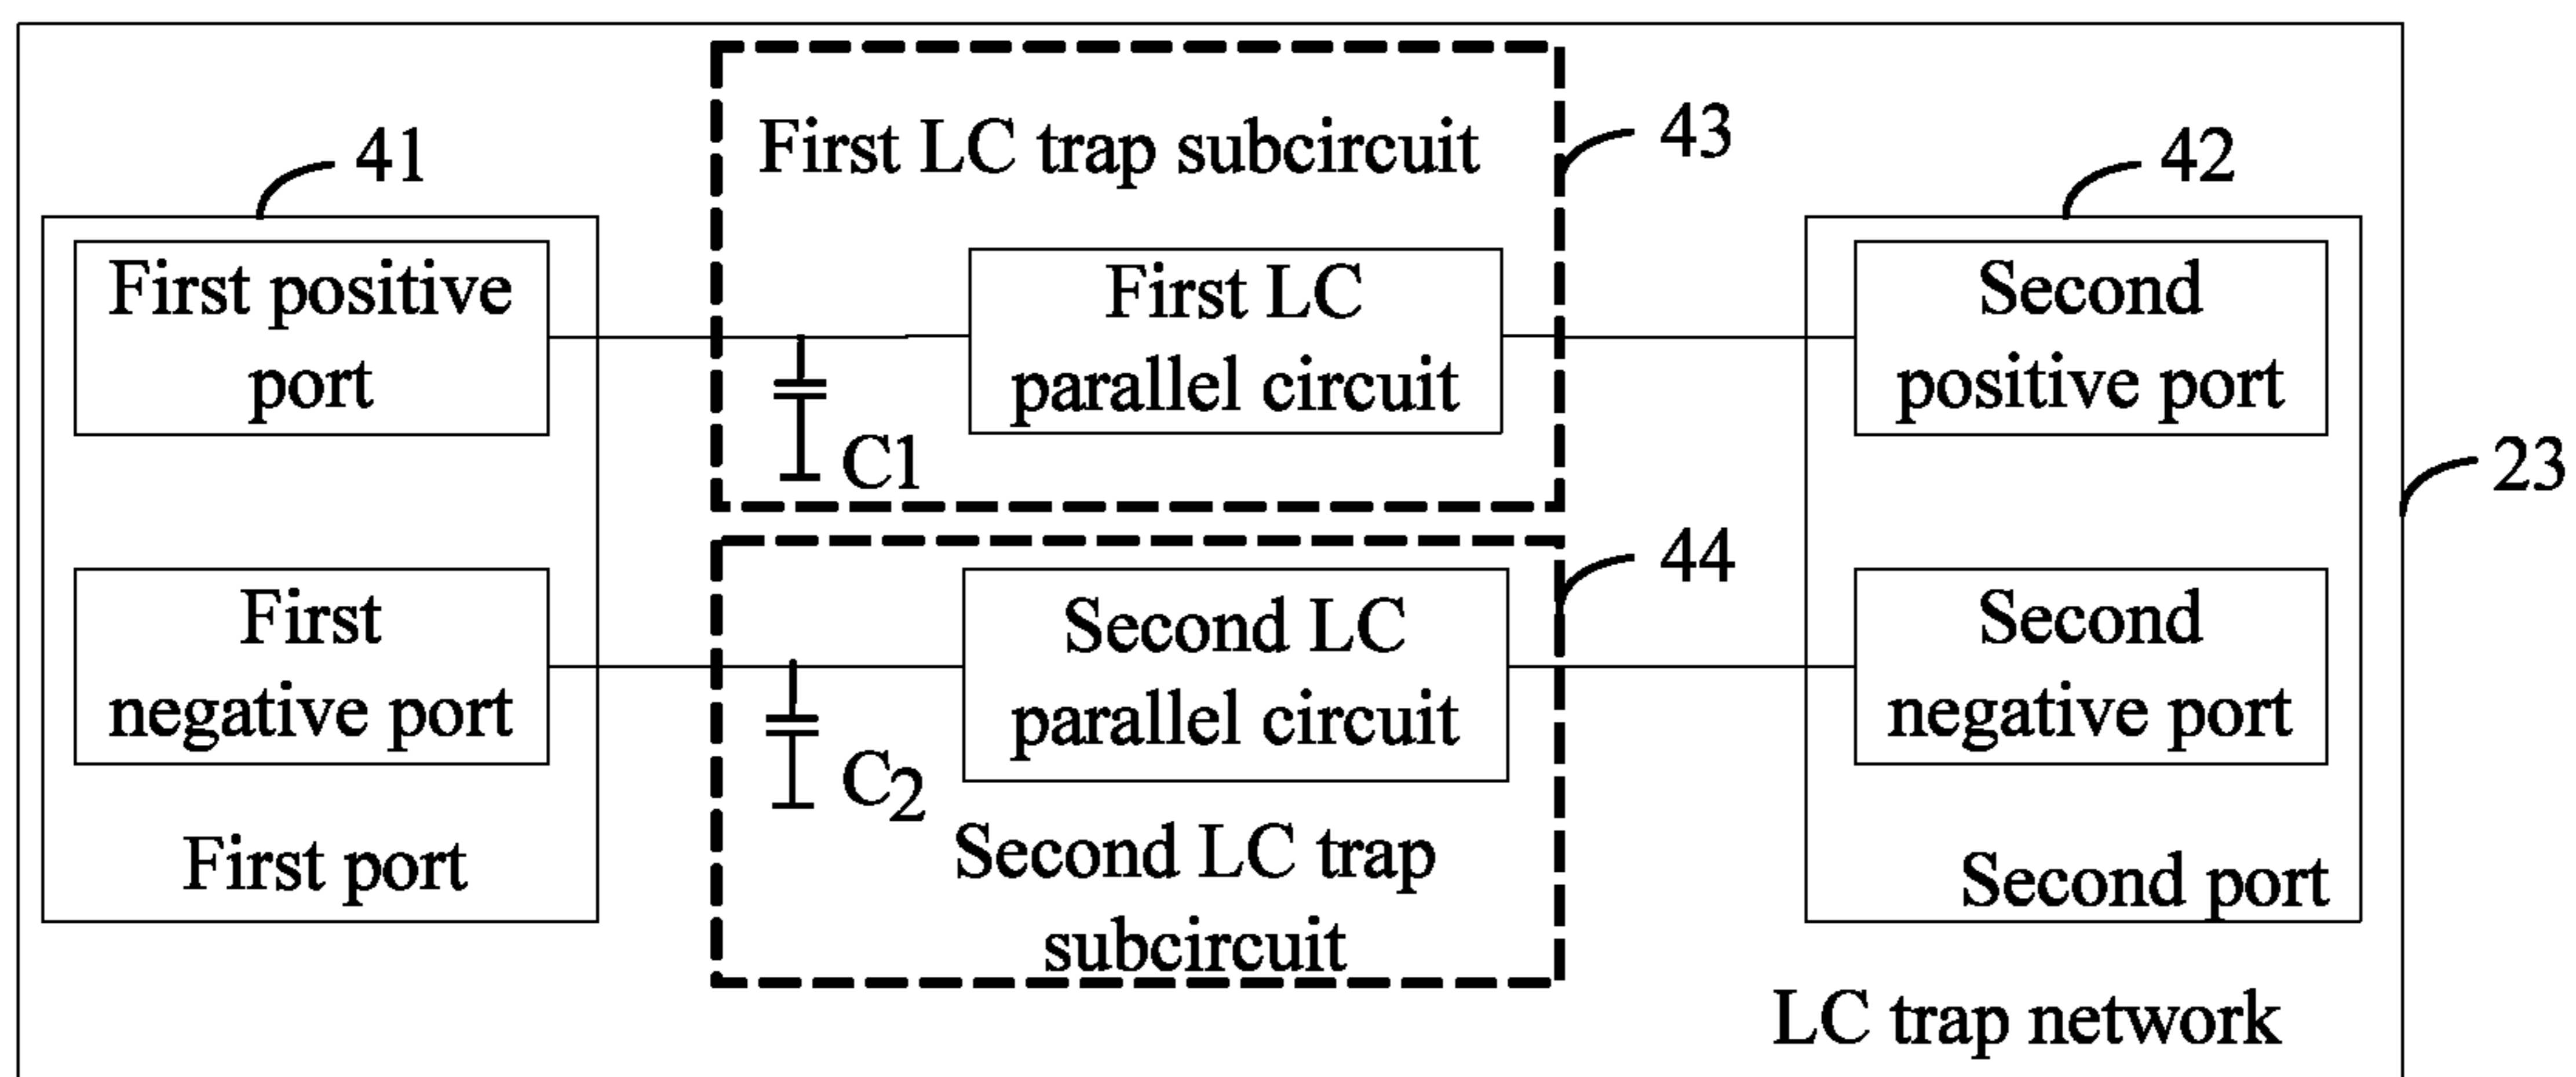 41
First positive
port
First
negative port
First port
First LC trap subcircuit
43
First LC
parallel circuit
C1
44
Second LC
parallel circuit
C2
Second LC trap
subcircuit
42
Second
positive port
Second
negative port
Second port
23
LC trap network